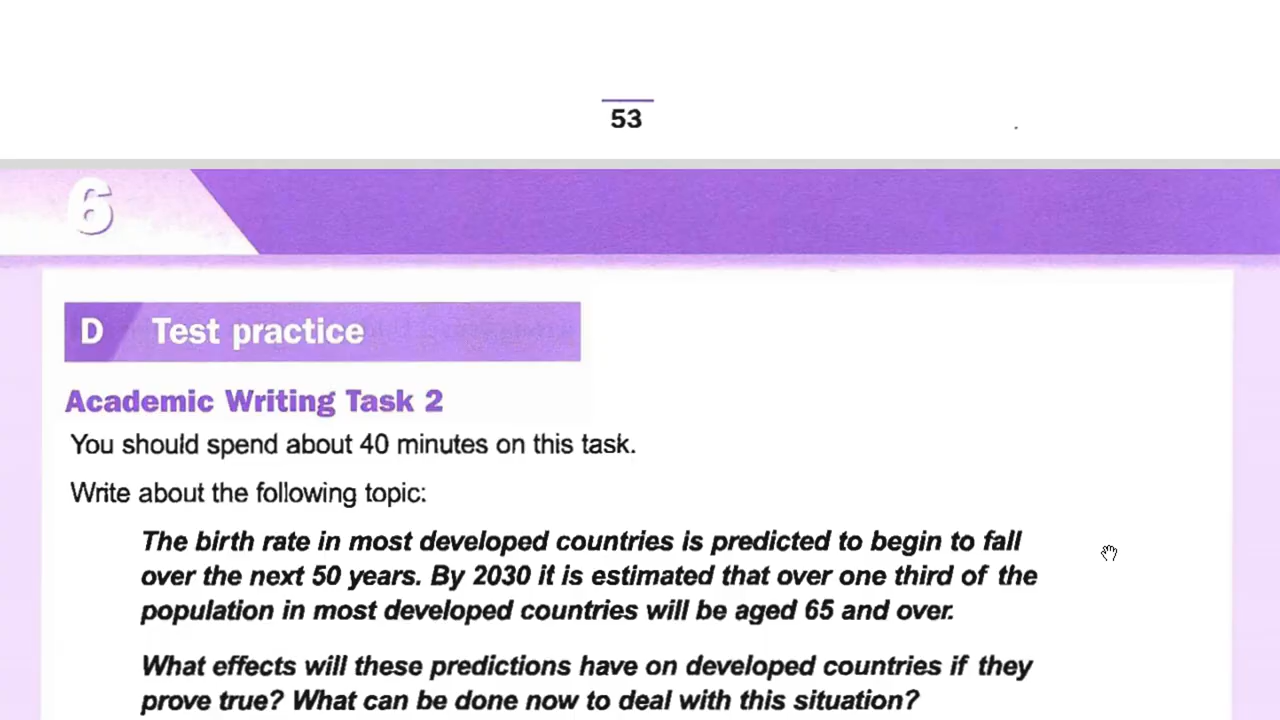 53
6
D Test practice
Academic Writing Task 2
You should spend about 40 minutes on this task.
Write about the following topic:
The birth rate in most developed countries is predicted to begin to fall
over the next 50 years. By 2030 it is estimated that over one third of the
population in most developed countries will be aged 65 and over.
What effects will these predictions have on developed countries if they
prove true? What can be done now to deal with this situation?